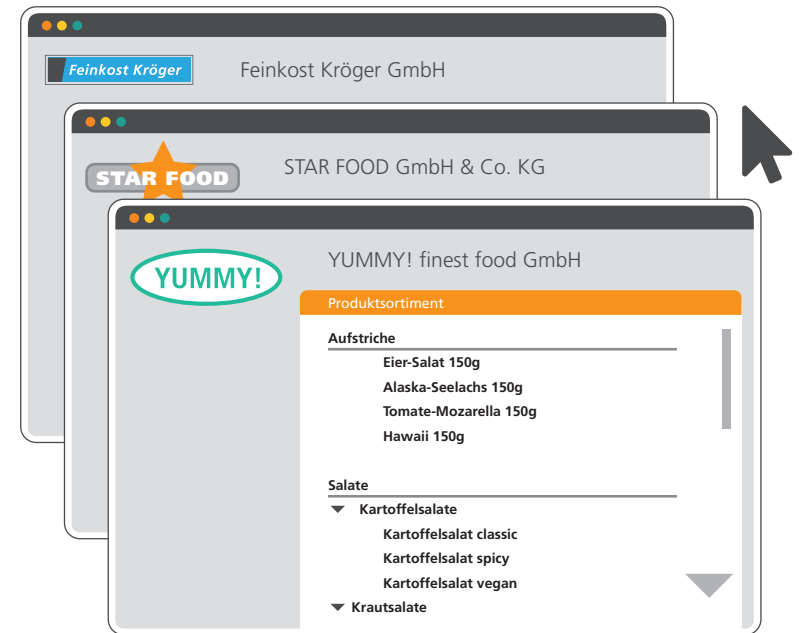 Feinkost Kröger
Feinkost Kröger GmbH
STAR FOOD
STAR FOOD GmbH & Co. KG
YUMMY!
YUMMY! finest food GmbH
Produktsortiment
Aufstriche
Eier-Salat 150g
Alaska-Seelachs 150g
Tomate-Mozarella 150g
Hawaii 150g
Salate
Kartoffelsalate
Kartoffelsalat classic
Kartoffelsalat spicy
Kartoffelsalat vegan
Krautsalate